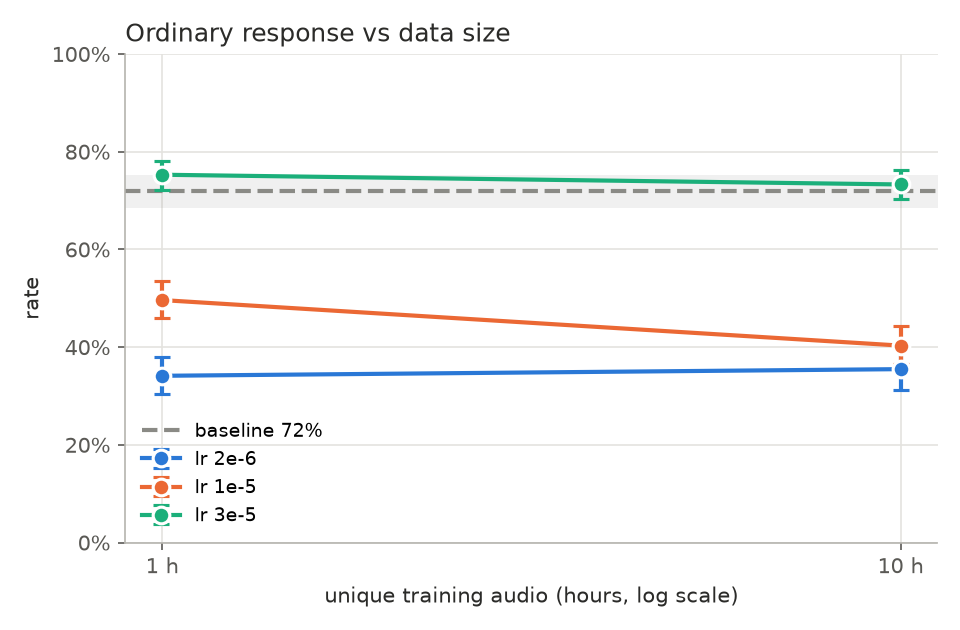 Ordinary response vs data size
100%
80%
60%
40%
20%
0%
rate
baseline 72%
lr 2e-6
lr 1e-5
lr 3e-5
1 h
10 h
unique training audio (hours, log scale)